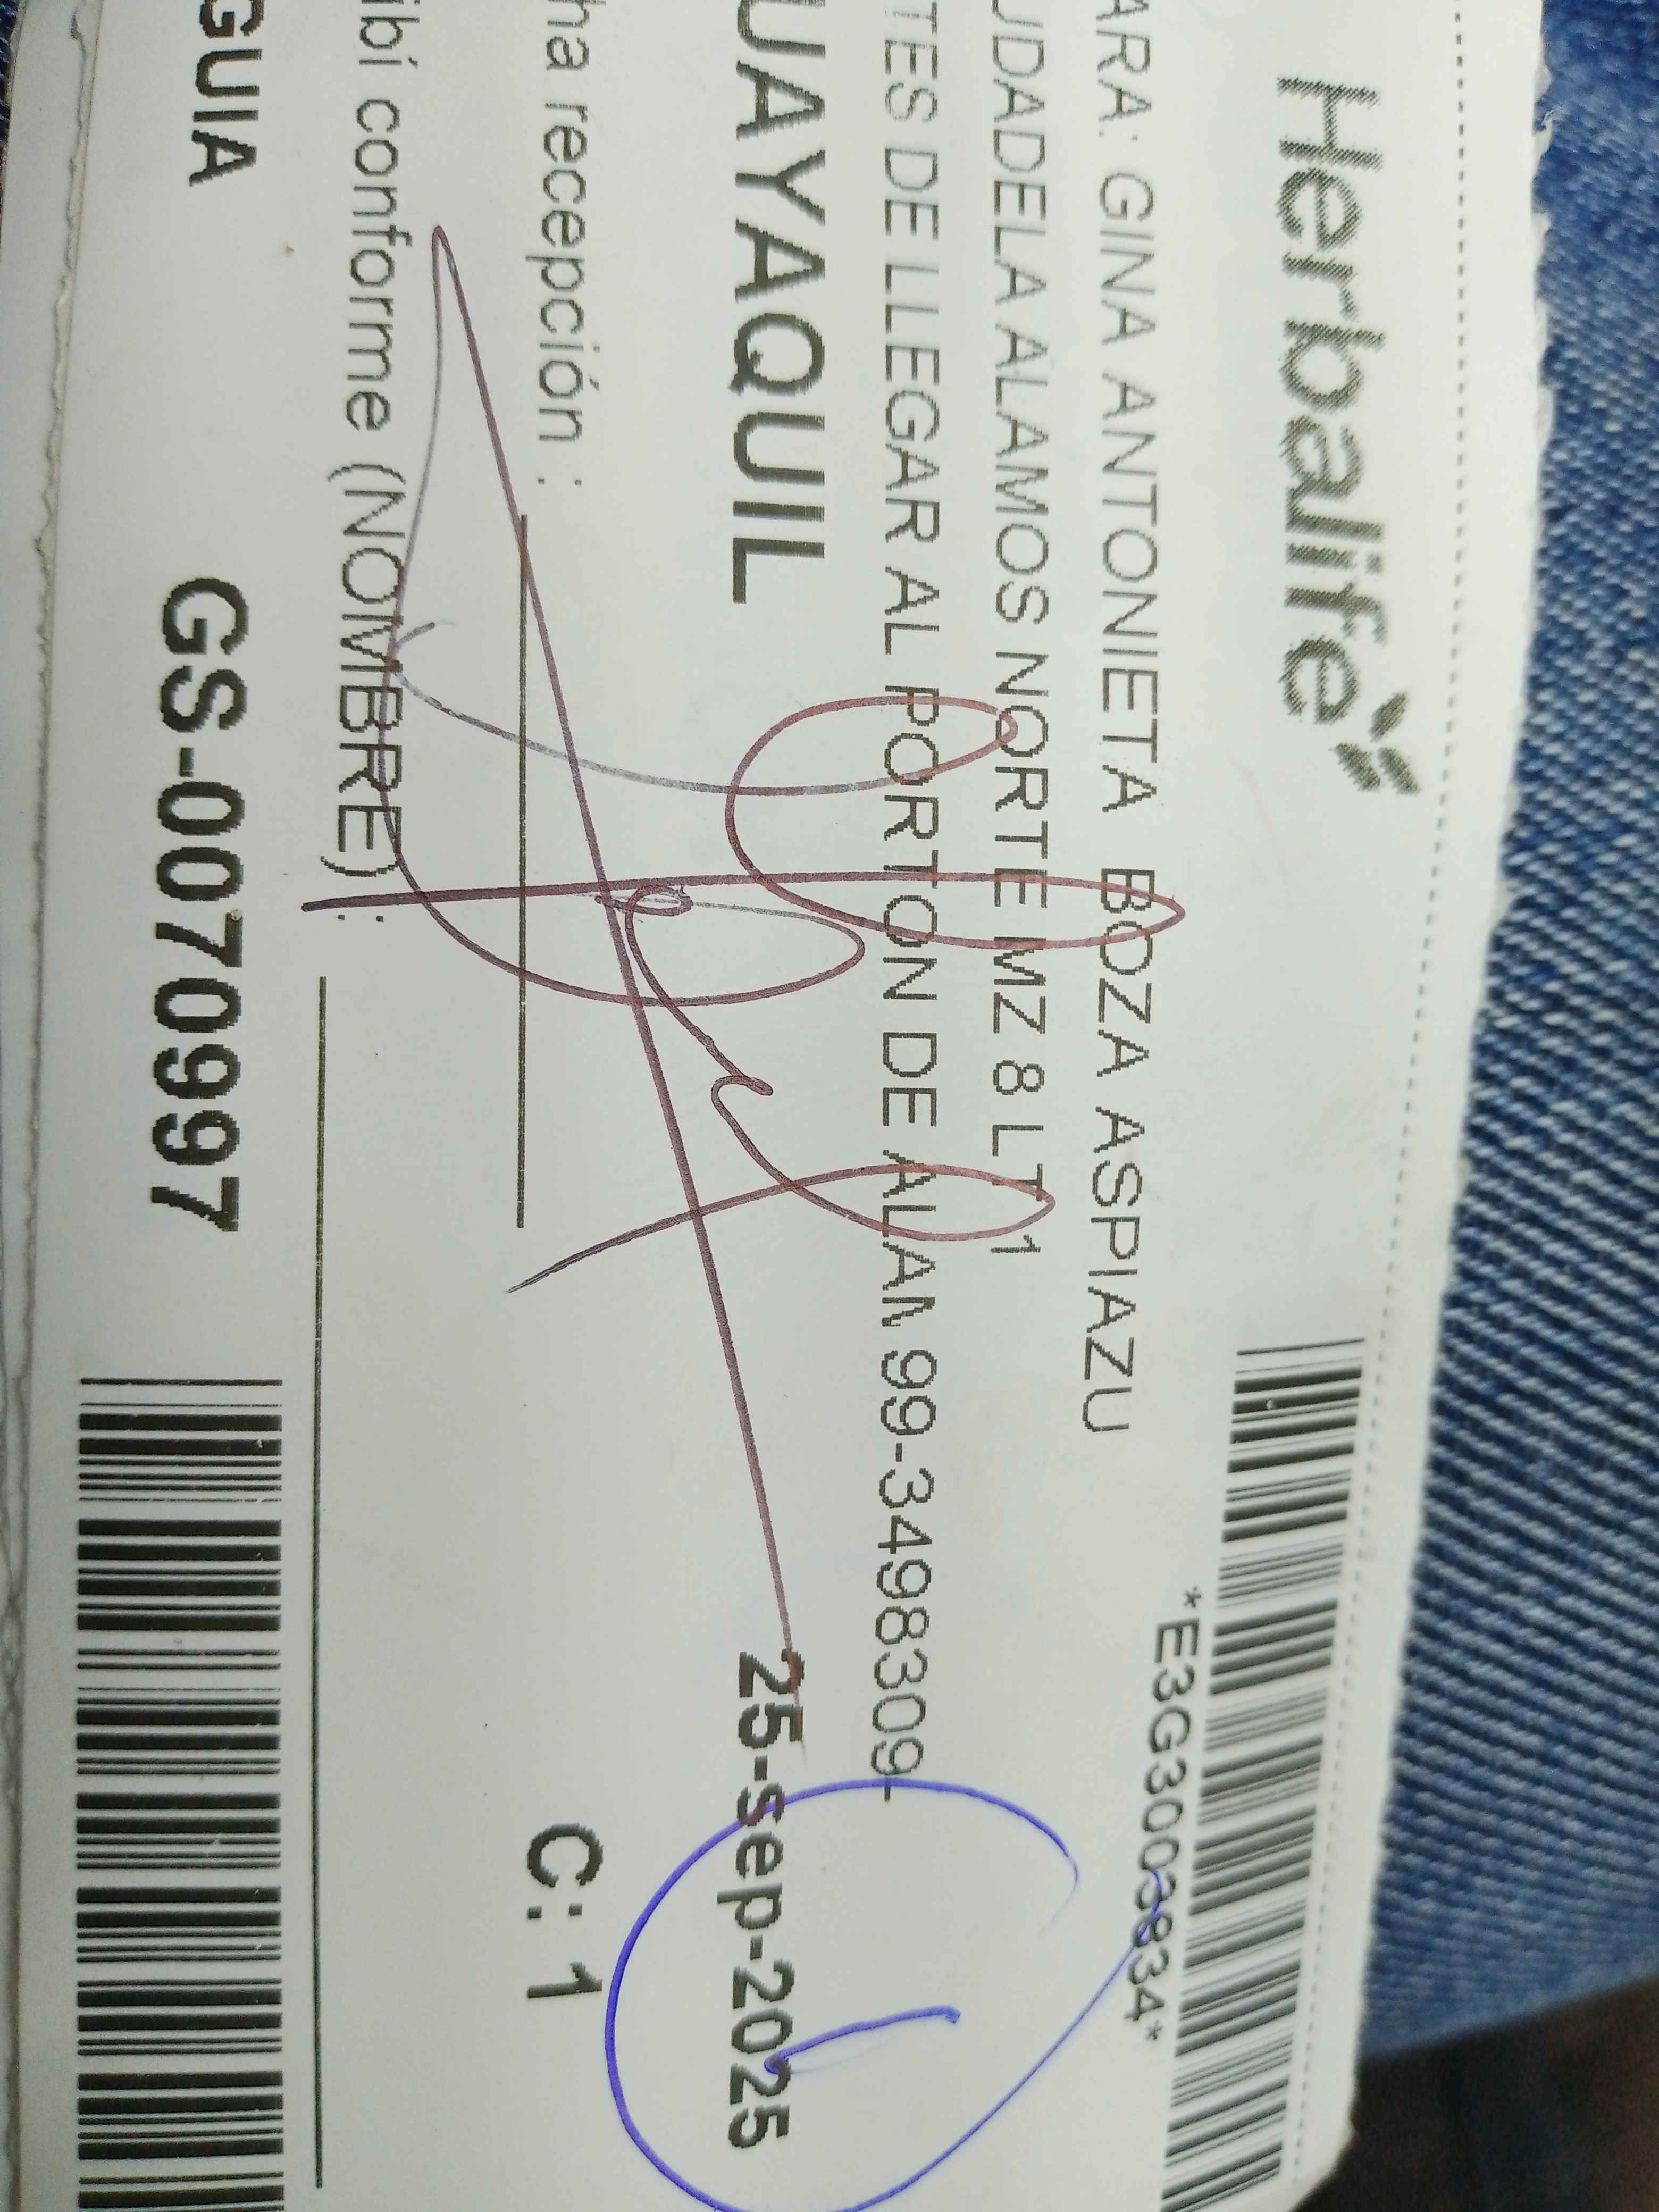 Herbalife
*E3G3003834*
ARA: GINA ANTONIETA BOZA ASPIAZU
UDADELA ALAMOS NORTE MZ 8 LT 1
TES DE LLEGAR AL PORTON DE ALAN 99-3498309-
UAYAQUIL 25-sep-2025
ha recepción :
C: 1
ibí conforme (NOMBRE) :
GUIA GS-0070997